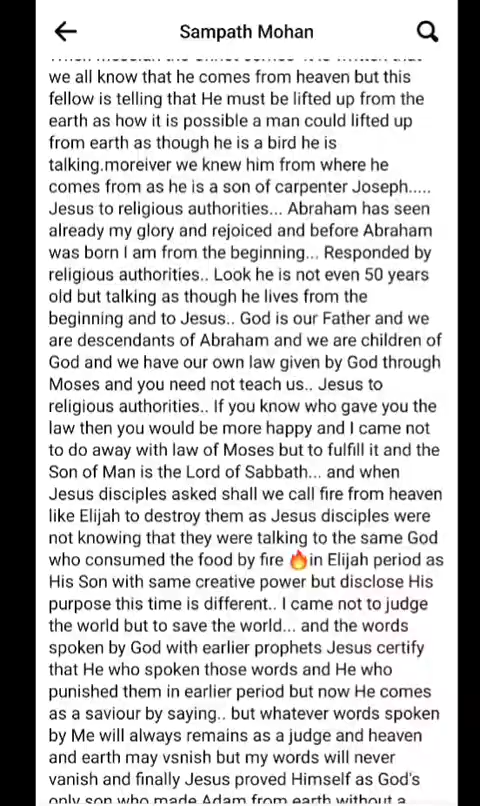 Sampath Mohan
we all know that he comes from heaven but this
fellow is telling that He must be lifted up from the
earth as how it is possible a man could lifted up
from earth as though he is a bird he is
talking.moreiver we knew him from where he
comes from as he is a son of carpenter Joseph.....
Jesus to religious authorities... Abraham has seen
already my glory and rejoiced and before Abraham
was born I am from the beginning... Responded by
religious authorities.. Look he is not even 50 years
old but talking as though he lives from the
beginning and to Jesus.. God is our Father and we
are descendants of Abraham and we are children of
God and we have our own law given by God through
Moses and you need not teach us.. Jesus to
religious authorities.. If you know who gave you the
law then you would be more happy and I came not
to do away with law of Moses but to fulfill it and the
Son of Man is the Lord of Sabbath... and when
Jesus disciples asked shall we call fire from heaven
like Elijah to destroy them as Jesus disciples were
not knowing that they were talking to the same God
who consumed the food by fire 🔥in Elijah period as
His Son with same creative power but disclose His
purpose this time is different.. I came not to judge
the world but to save the world... and the words
spoken by God with earlier prophets Jesus certify
that He who spoken those words and He who
punished them in earlier period but now He comes
as a saviour by saying.. but whatever words spoken
by Me will always remains as a judge and heaven
and earth may vsnish but my words will never
vanish and finally Jesus proved Himself as God's
only son who made Adam from earth without a